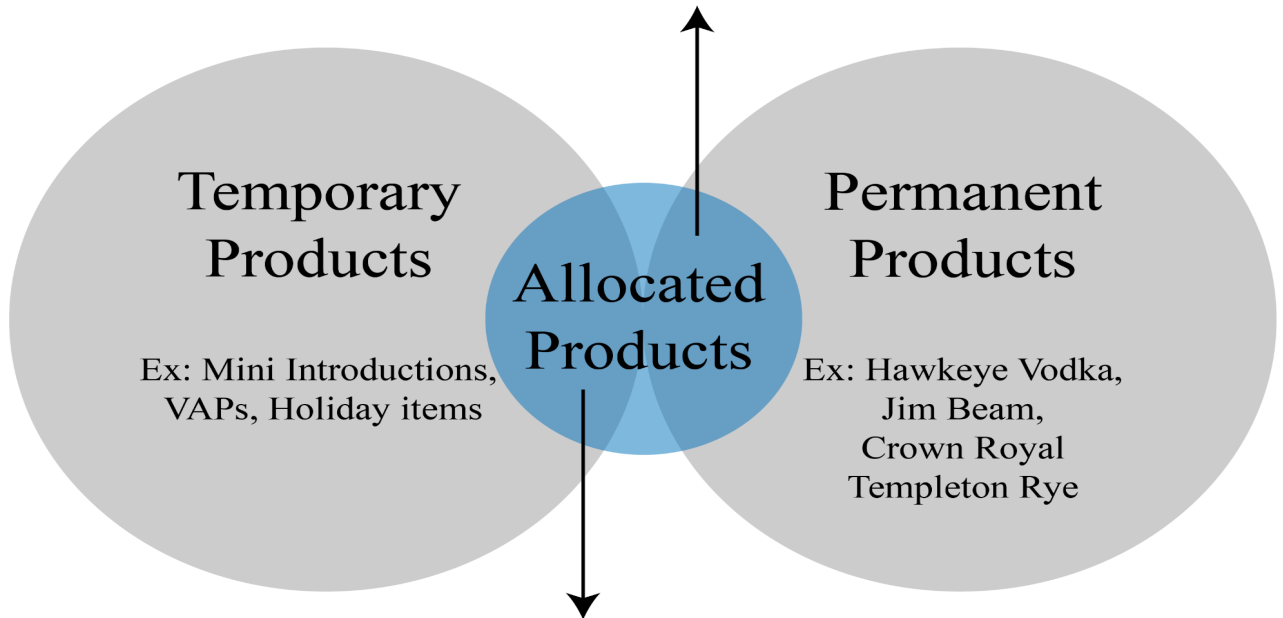 Temporary
Products
Ex: Mini Introductions,
VAPs, Holiday items
Allocated
Products
Permanent
Products
Ex: Hawkeye Vodka,
Jim Beam,
Crown Royal
Templeton Rye